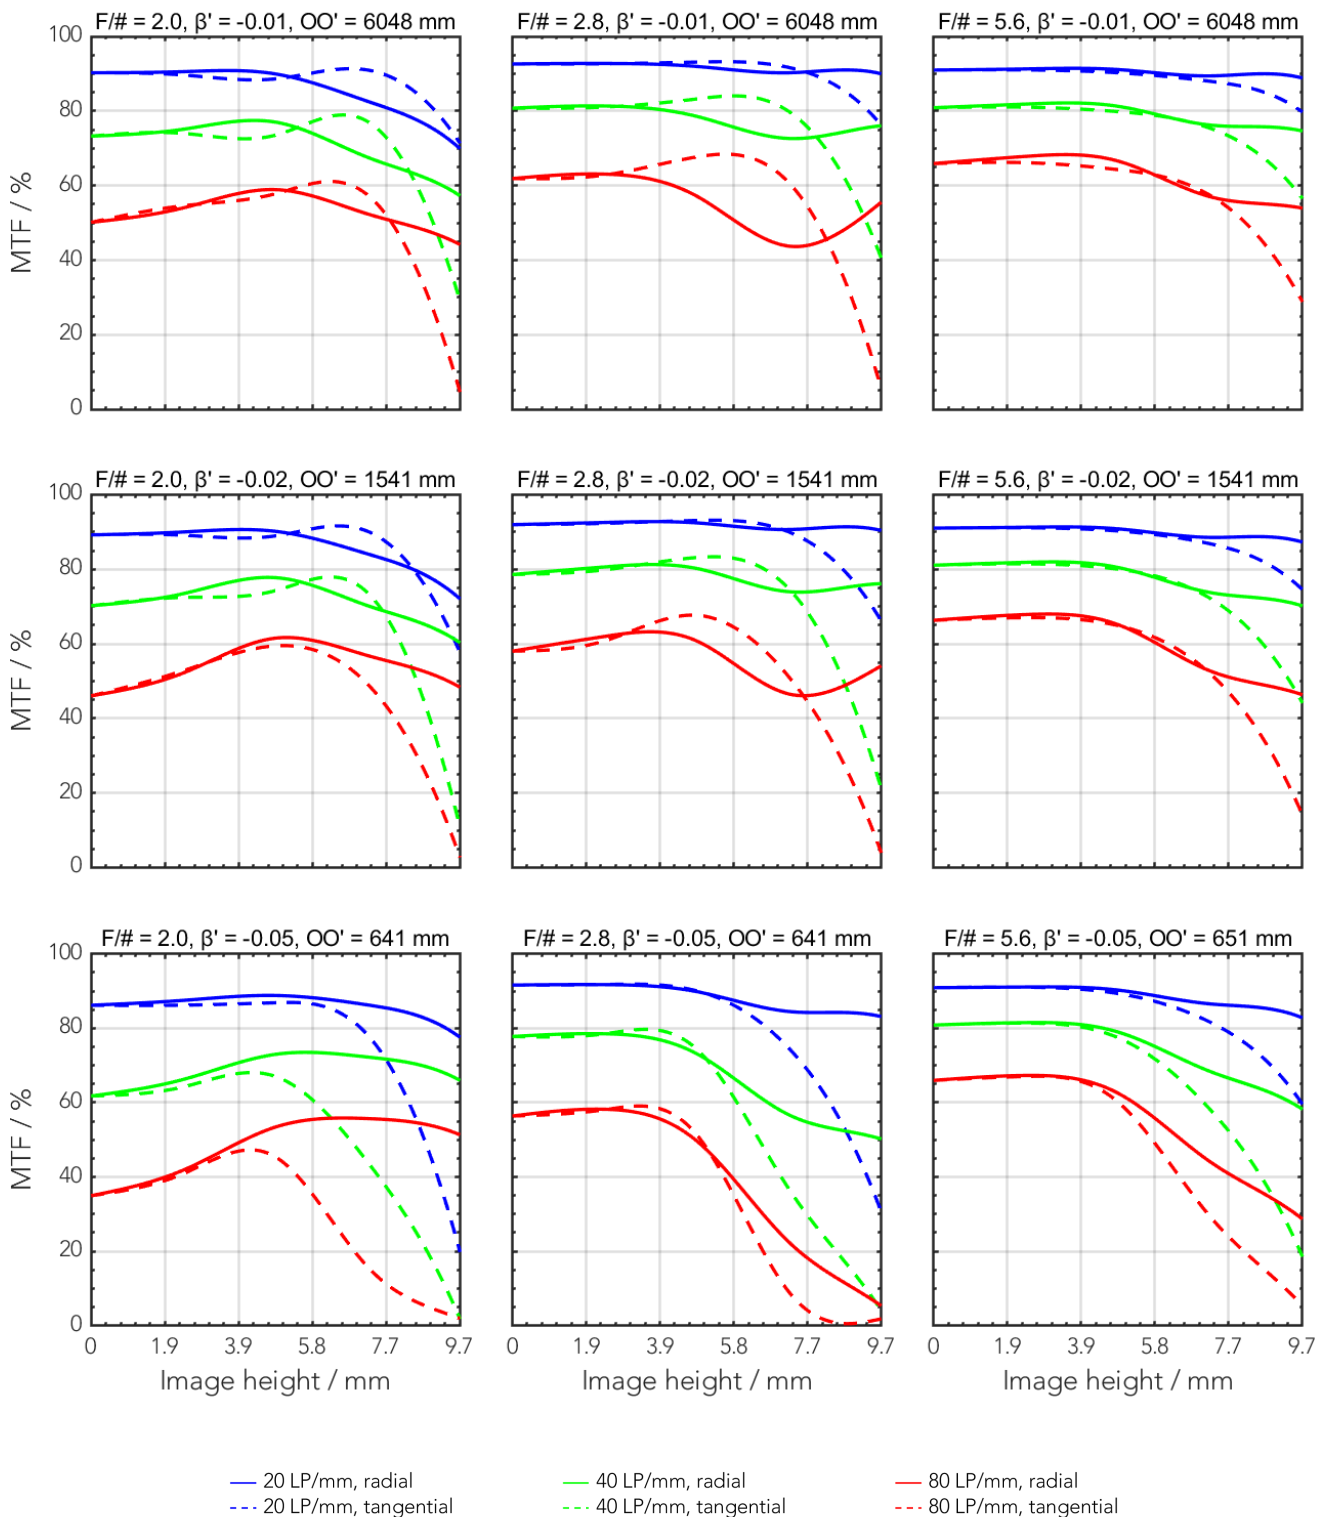 F/# = 2.0, β' = -0.01, OO' = 6048 mm
F/# = 2.8, β' = -0.01, OO' = 6048 mm
F/# = 5.6, β' = -0.01, OO' = 6048 mm
100
80
60
40
20
0
MTF / %
F/# = 2.0, β' = -0.02, OO' = 1541 mm
F/# = 2.8, β' = -0.02, OO' = 1541 mm
F/# = 5.6, β' = -0.02, OO' = 1541 mm
100
80
60
40
20
0
MTF / %
F/# = 2.0, β' = -0.05, OO' = 641 mm
F/# = 2.8, β' = -0.05, OO' = 641 mm
F/# = 5.6, β' = -0.05, OO' = 651 mm
100
80
60
40
20
0
MTF / %
0 1.9 3.9 5.8 7.7 9.7
0 1.9 3.9 5.8 7.7 9.7
0 1.9 3.9 5.8 7.7 9.7
Image height / mm
Image height / mm
Image height / mm
20 LP/mm, radial
20 LP/mm, tangential
40 LP/mm, radial
40 LP/mm, tangential
80 LP/mm, radial
80 LP/mm, tangential